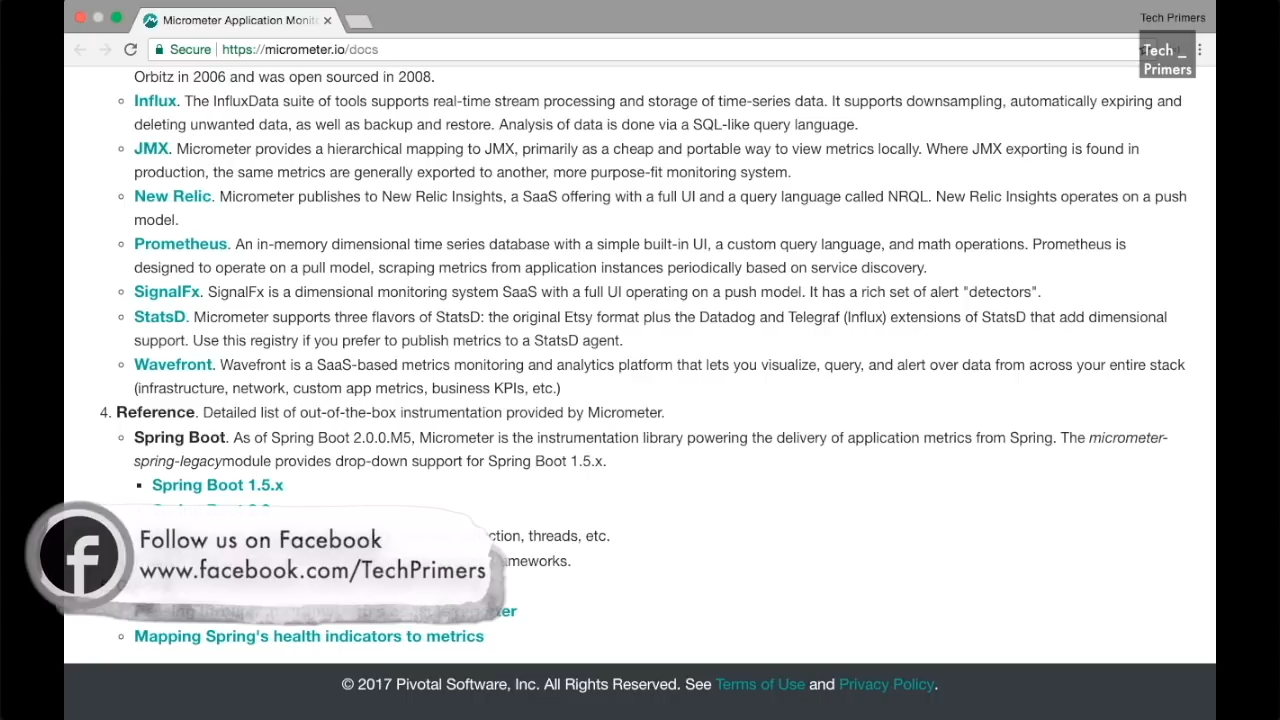 Micrometer Application Monit
Tech Primers
Secure
https://micrometer.io/docs
Tech _
Primers
Orbitz in 2006 and was open sourced in 2008.
Influx. The InfluxData suite of tools supports real-time stream processing and storage of time-series data. It supports downsampling, automatically expiring and
deleting unwanted data, as well as backup and restore. Analysis of data is done via a SQL-like query language.
JMX. Micrometer provides a hierarchical mapping to JMX, primarily as a cheap and portable way to view metrics locally. Where JMX exporting is found in
production, the same metrics are generally exported to another, more purpose-fit monitoring system.
New Relic. Micrometer publishes to New Relic Insights, a SaaS offering with a full UI and a query language called NRQL. New Relic Insights operates on a push
model.
Prometheus. An in-memory dimensional time series database with a simple built-in UI, a custom query language, and math operations. Prometheus is
designed to operate on a pull model, scraping metrics from application instances periodically based on service discovery.
SignalFx. SignalFx is a dimensional monitoring system SaaS with a full UI operating on a push model. It has a rich set of alert "detectors".
StatsD. Micrometer supports three flavors of StatsD: the original Etsy format plus the Datadog and Telegraf (Influx) extensions of StatsD that add dimensional
support. Use this registry if you prefer to publish metrics to a StatsD agent.
Wavefront. Wavefront is a SaaS-based metrics monitoring and analytics platform that lets you visualize, query, and alert over data from across your entire stack
(infrastructure, network, custom app metrics, business KPIs, etc.)
4. Reference. Detailed list of out-of-the-box instrumentation provided by Micrometer.
Spring Boot. As of Spring Boot 2.0.0.M5, Micrometer is the instrumentation library powering the delivery of application metrics from Spring. The micrometer-
spring-legacymodule provides drop-down support for Spring Boot 1.5.x.
Spring Boot 1.5.x
threads, etc.
Follow us on Facebook
www.facebook.com/TechPrimers
Mapping Spring's health indicators to metrics
© 2017 Pivotal Software, Inc. All Rights Reserved. See Terms of Use and Privacy Policy.